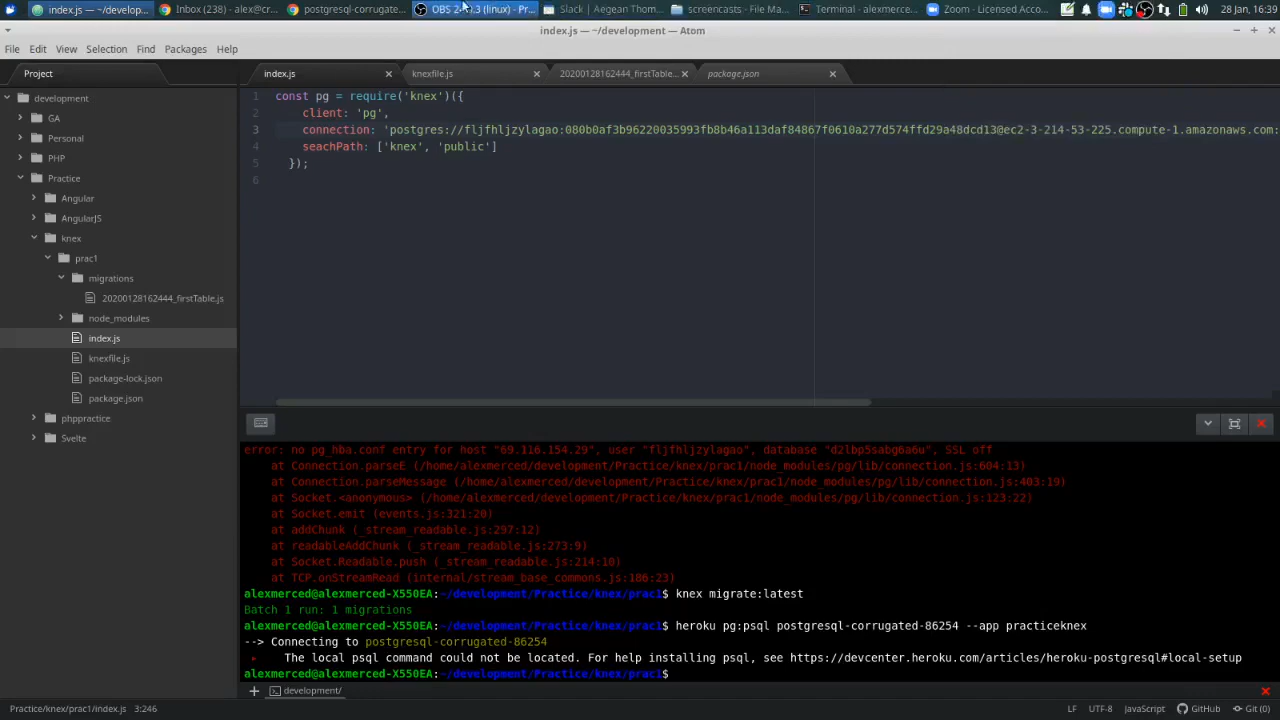 index.js — ~/develop...
Inbox (238) – alex@cr...
postgresql-corrugate...
OBS 2 .3 (linux) - Pr...
Slack | Aegean Thom...
screencasts - File Ma...
Terminal - alexmerce...
Zoom - Licensed Acco...
28 Jan, 16:39
index.js — ~/development — Atom
File Edit View Selection Find Packages Help
Project
index.js
knexfile.js
20200128162444_firstTable...
package.json
development
GA
Personal
PHP
Practice
Angular
AngularJS
knex
prac1
migrations
20200128162444_firstTable.js
node_modules
index.js
knexfile.js
package-lock.json
package.json
phppractice
Svelte
1 const pg = require('knex')({
2 client: 'pg',
3 connection: 'postgres://fljfhljzylagao:080b0af3b96220035993fb8b46a113daf84867f0610a277d574ffd29a48dcd13@ec2-3-214-53-225.compute-1.amazonaws.com:
4 seachPath: ['knex', 'public']
5 });
6
error: no pg_hba.conf entry for host "69.116.154.29", user "fljfhljzylagao", database "d2lbp5sabg6a6u", SSL off
at Connection.parseE (/home/alexmerced/development/Practice/knex/prac1/node_modules/pg/lib/connection.js:604:13)
at Connection.parseMessage (/home/alexmerced/development/Practice/knex/prac1/node_modules/pg/lib/connection.js:403:19)
at Socket.<anonymous> (/home/alexmerced/development/Practice/knex/prac1/node_modules/pg/lib/connection.js:123:22)
at Socket.emit (events.js:321:20)
at addChunk (_stream_readable.js:297:12)
at readableAddChunk (_stream_readable.js:273:9)
at Socket.Readable.push (_stream_readable.js:214:10)
at TCP.onStreamRead (internal/stream_base_commons.js:186:23)
alexmerced@alexmerced-X550EA:~/development/Practice/knex/prac1$ knex migrate:latest
Batch 1 run: 1 migrations
alexmerced@alexmerced-X550EA:~/development/Practice/knex/prac1$ heroku pg:psql postgresql-corrugated-86254 --app practiceknex
--> Connecting to postgresql-corrugated-86254
The local psql command could not be located. For help installing psql, see https://devcenter.heroku.com/articles/heroku-postgresql#local-setup
alexmerced@alexmerced-X550EA:~/development/Practice/knex/prac1$
development/
Practice/knex/prac1/index.js 3:246
LF UTF-8 JavaScript GitHub Git (0)